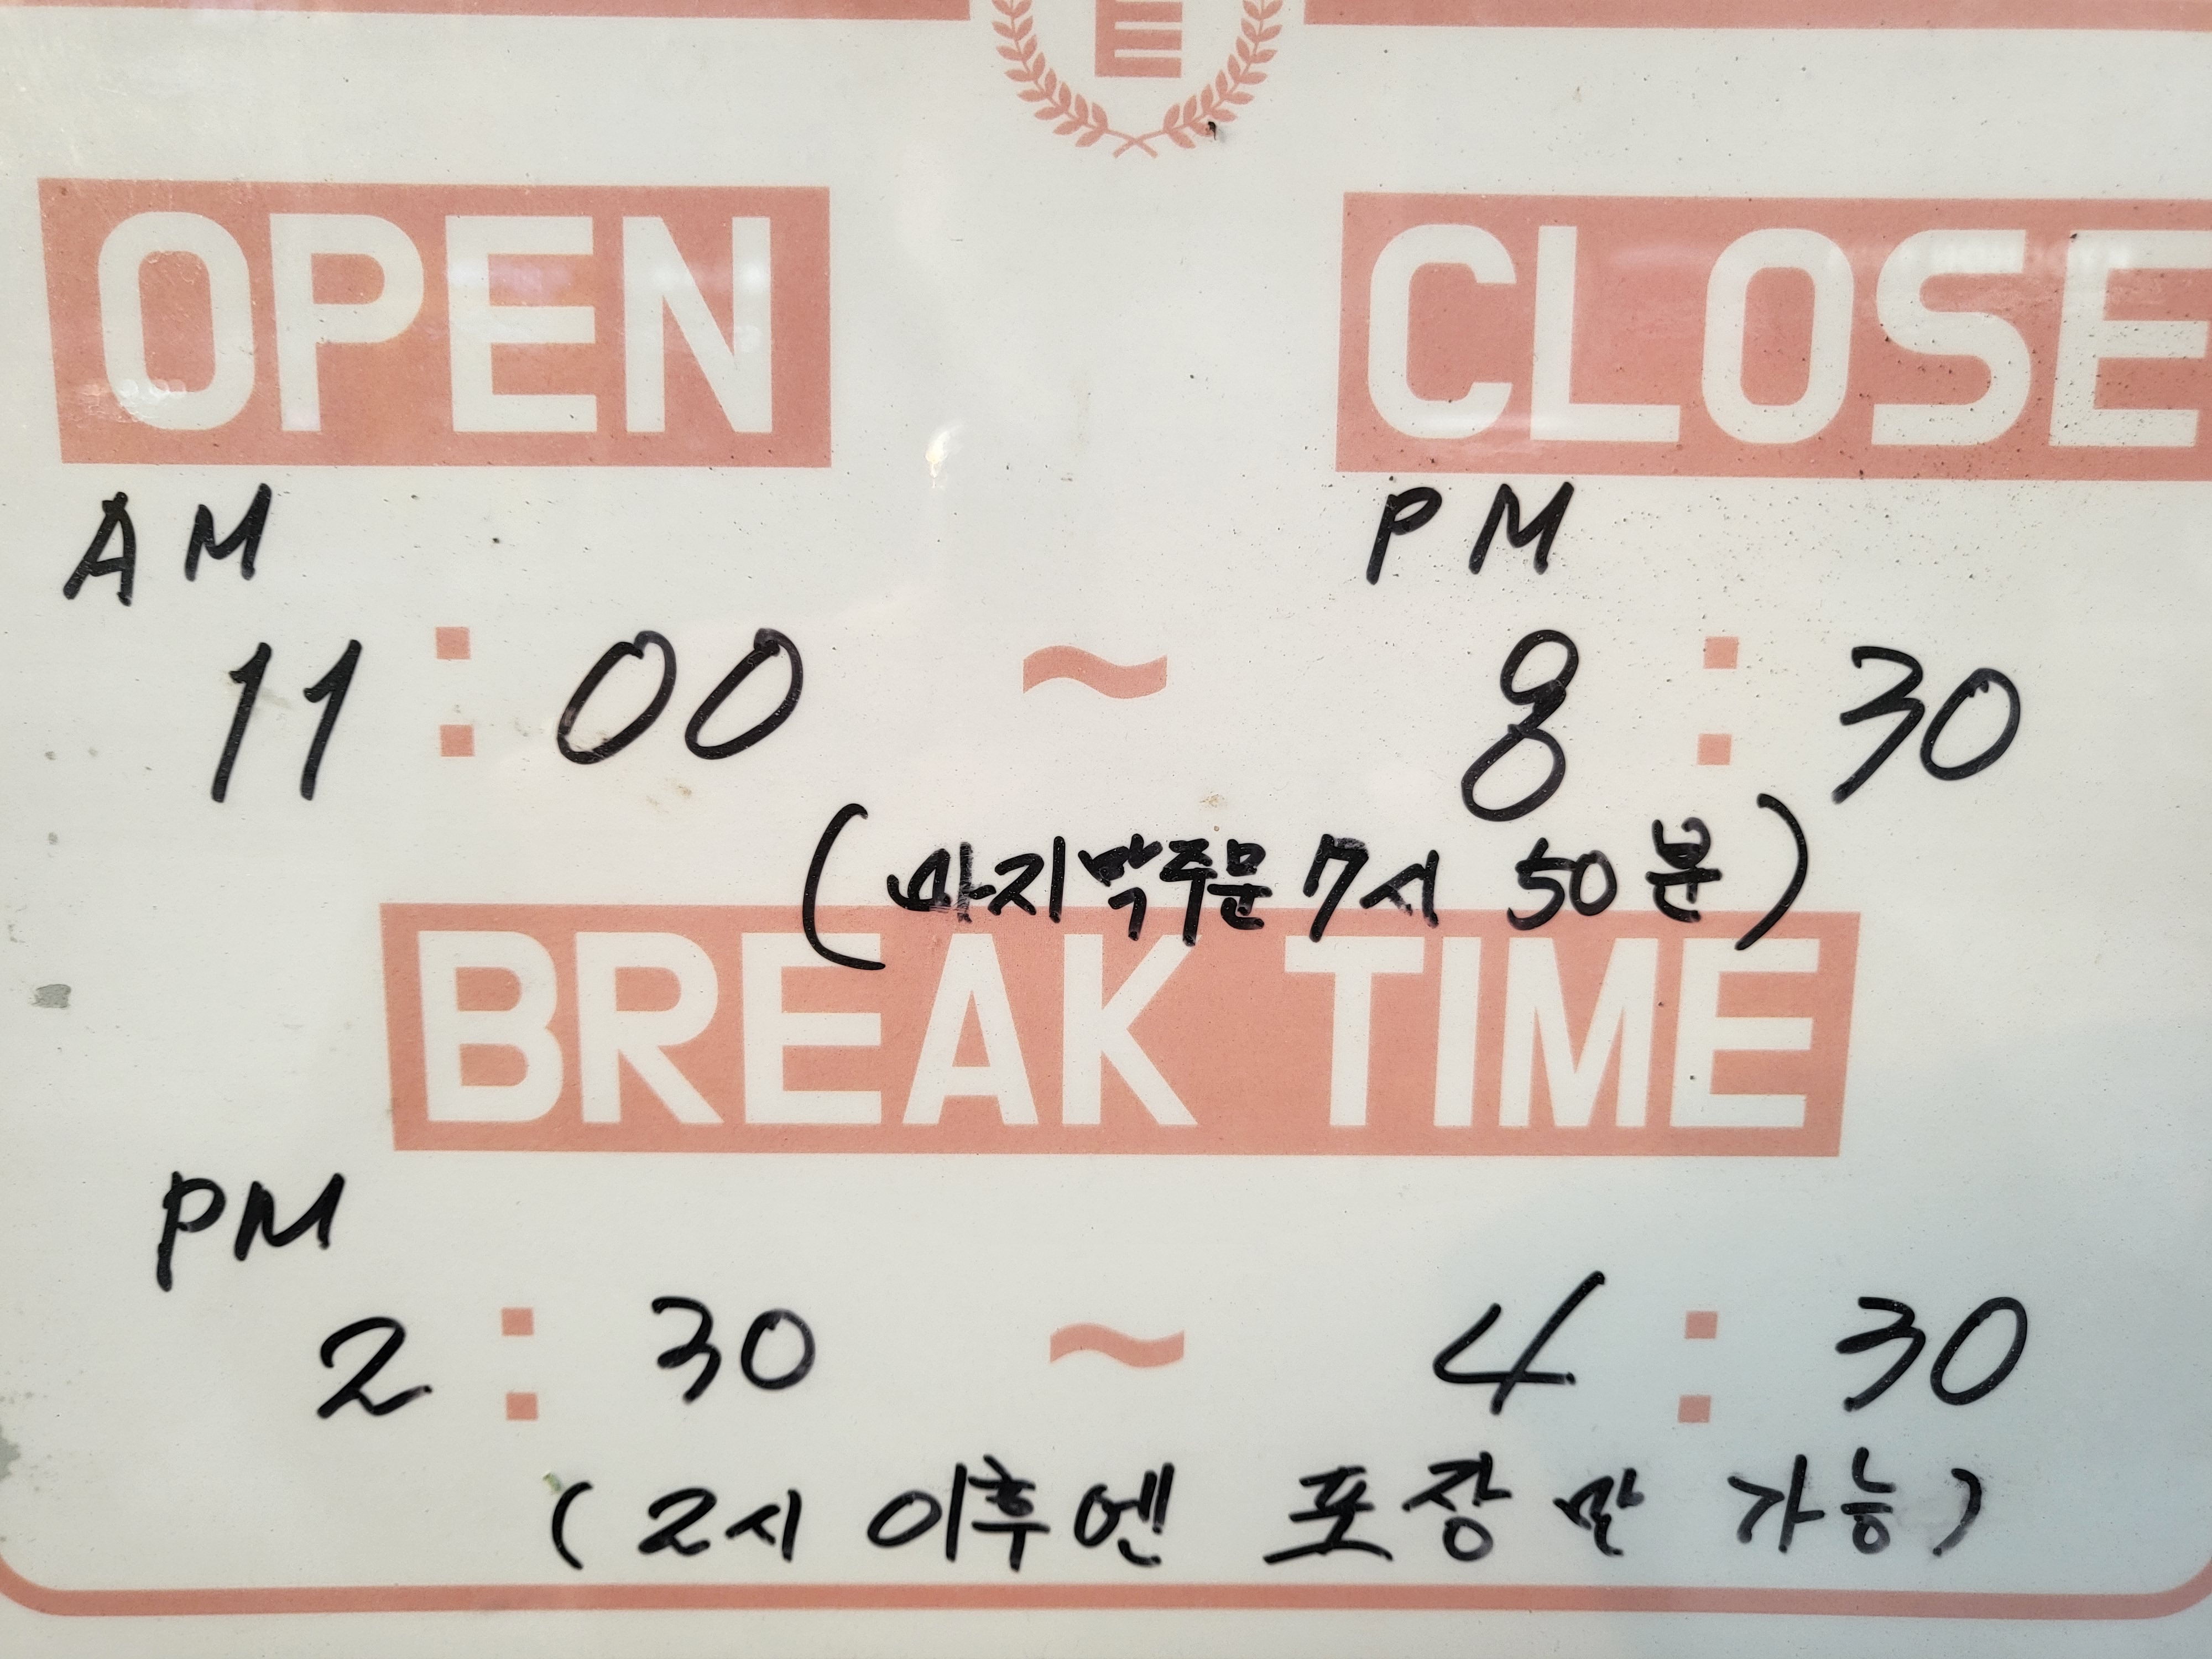 OPEN CLOSE
AM PM
11:00 ~ 8:30
(마지막주문 7시 50분)
BREAK TIME
PM
2:30 ~ 4:30
(2시 이후엔 포장만 가능)